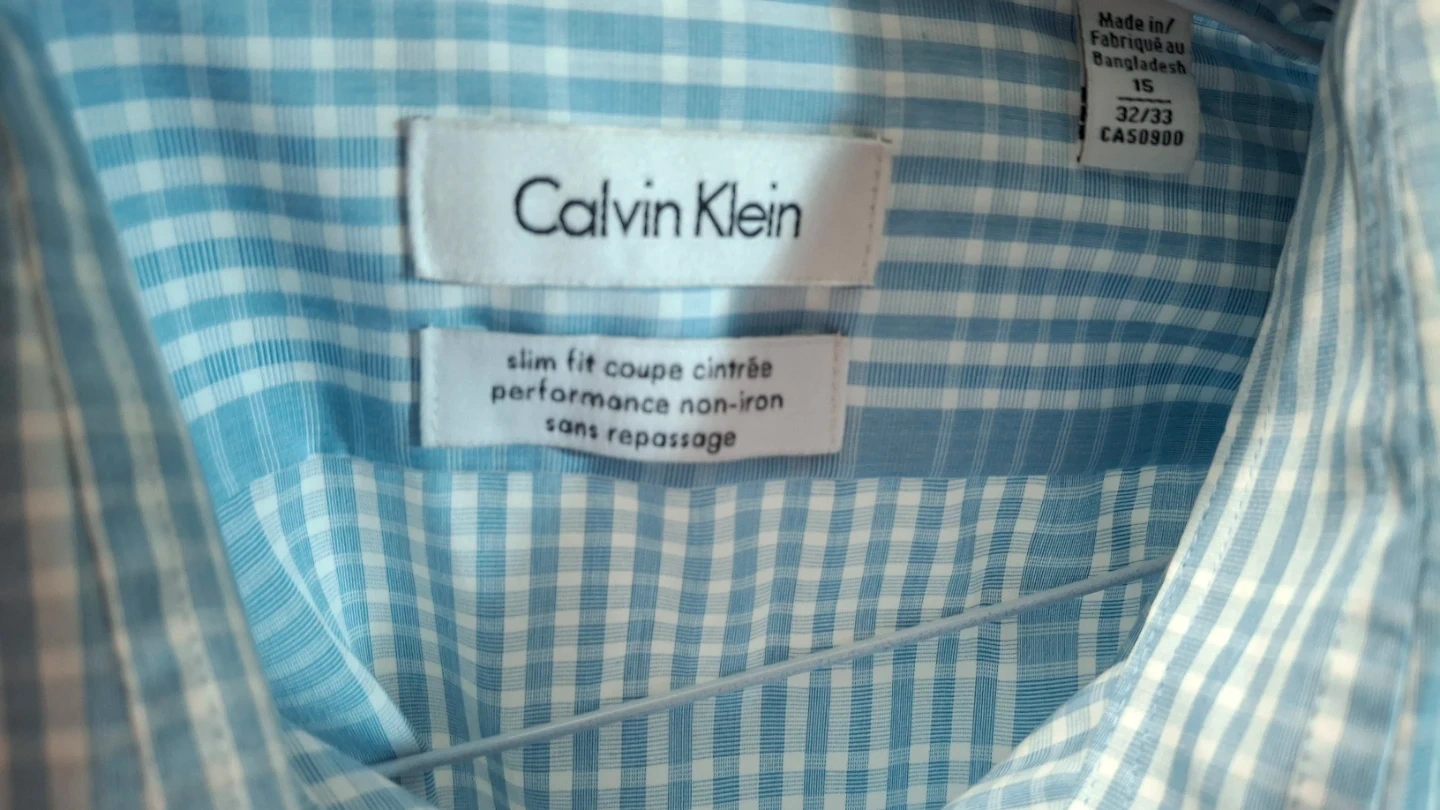 Calvin Klein
slim fit coupe cintrée
performance non-iron
sans repassage
Made in/
Fabriqué au
Bangladesh
15
32/33
CA50900